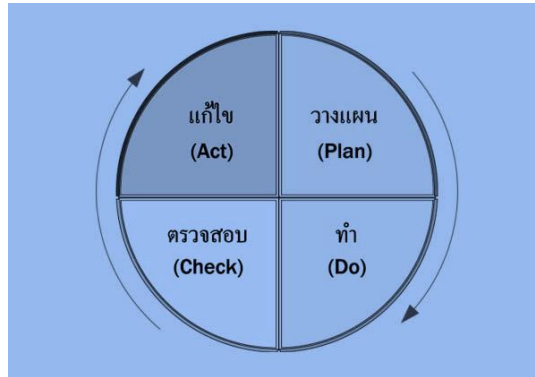 แก้ไข
(Act)
วางแผน
(Plan)
ตรวจสอบ
(Check)
ทำ
(Do)